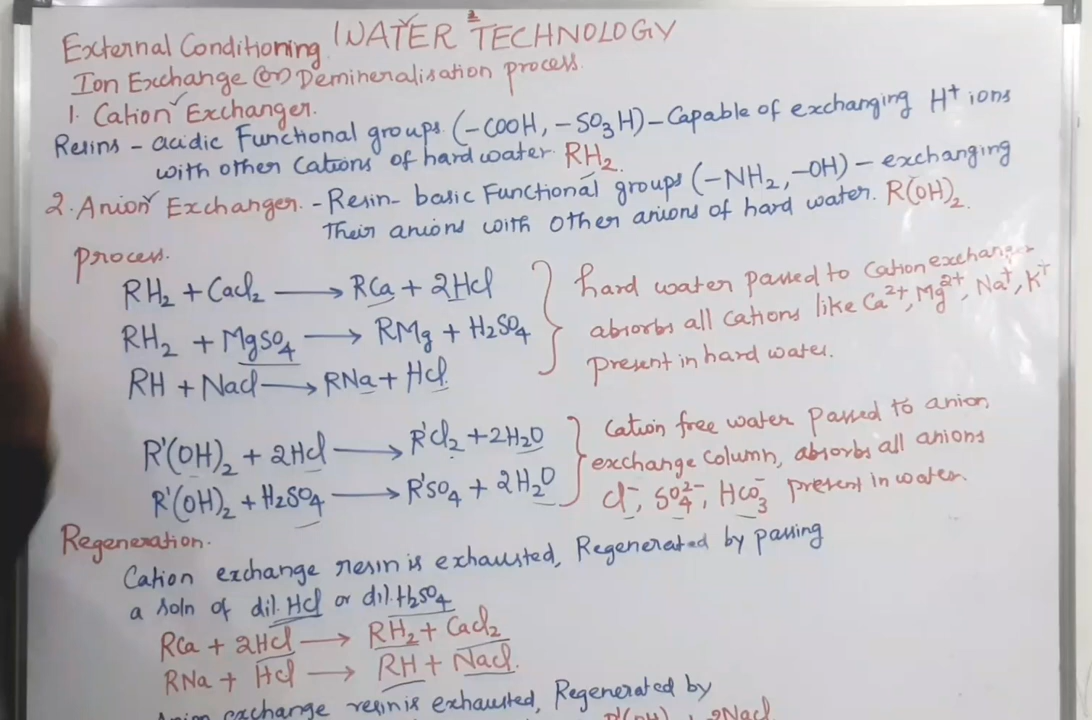 WATER TECHNOLOGY
External Conditioning
Ion Exchange (or) Demineralisation process.
1. Cation Exchanger.
Resins - acidic Functional groups (-COOH, -SO3H) - Capable of exchanging H+ ions
with other Cations of hard water. RH2.
2. Anion Exchanger. - Resin - basic Functional groups (-NH2, -OH) - exchanging
Their anions with other anions of hard water. R(OH)2.
Process.
RH2 + CaCl2 → RCa + 2HCl
RH2 + MgSO4 → RMg + H2SO4
RH + NaCl → RNa + HCl
hard water passed to cation exchanger
absorbs all cations like Ca2+, Mg2+, Na+, K+
present in hard water.
R'(OH)2 + 2HCl → R'Cl2 + 2H2O
R'(OH)2 + H2SO4 → R'SO4 + 2H2O
Cation free water passed to anion
exchange column, absorbs all anions
Cl-, SO4 2-, HCO3- present in water.
Regeneration.
Cation exchange resin is exhausted, Regenerated by passing
a soln of dil. HCl or dil. H2SO4
RCa + 2HCl → RH2 + CaCl2
RNa + HCl → RH + NaCl.
Anion exchange resin is exhausted, Regenerated by
R'(OH) 2NaCl